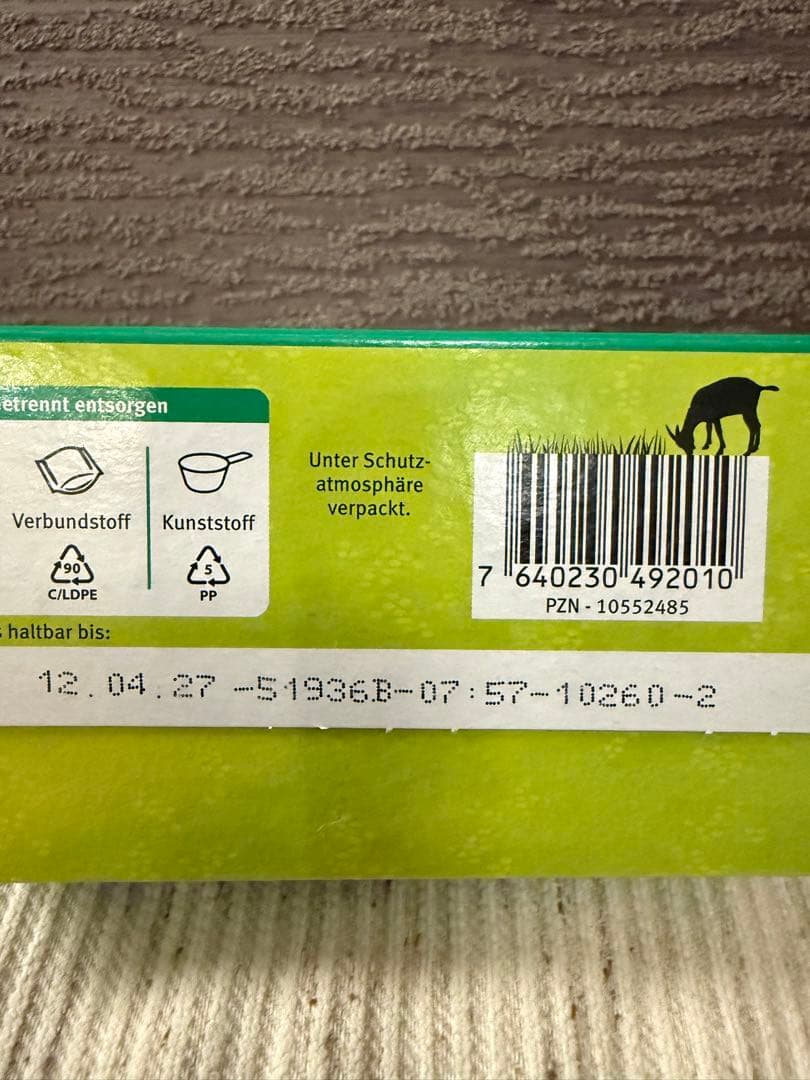 etrennt entsorgen
Verbundstoff
90
C/LDPE
Kunststoff
5
PP
Unter Schutz-
atmosphäre
verpackt.
7 640230 492010
PZN - 10552485
haltbar bis:
12.04.27 -51936B-07:57-10260-2